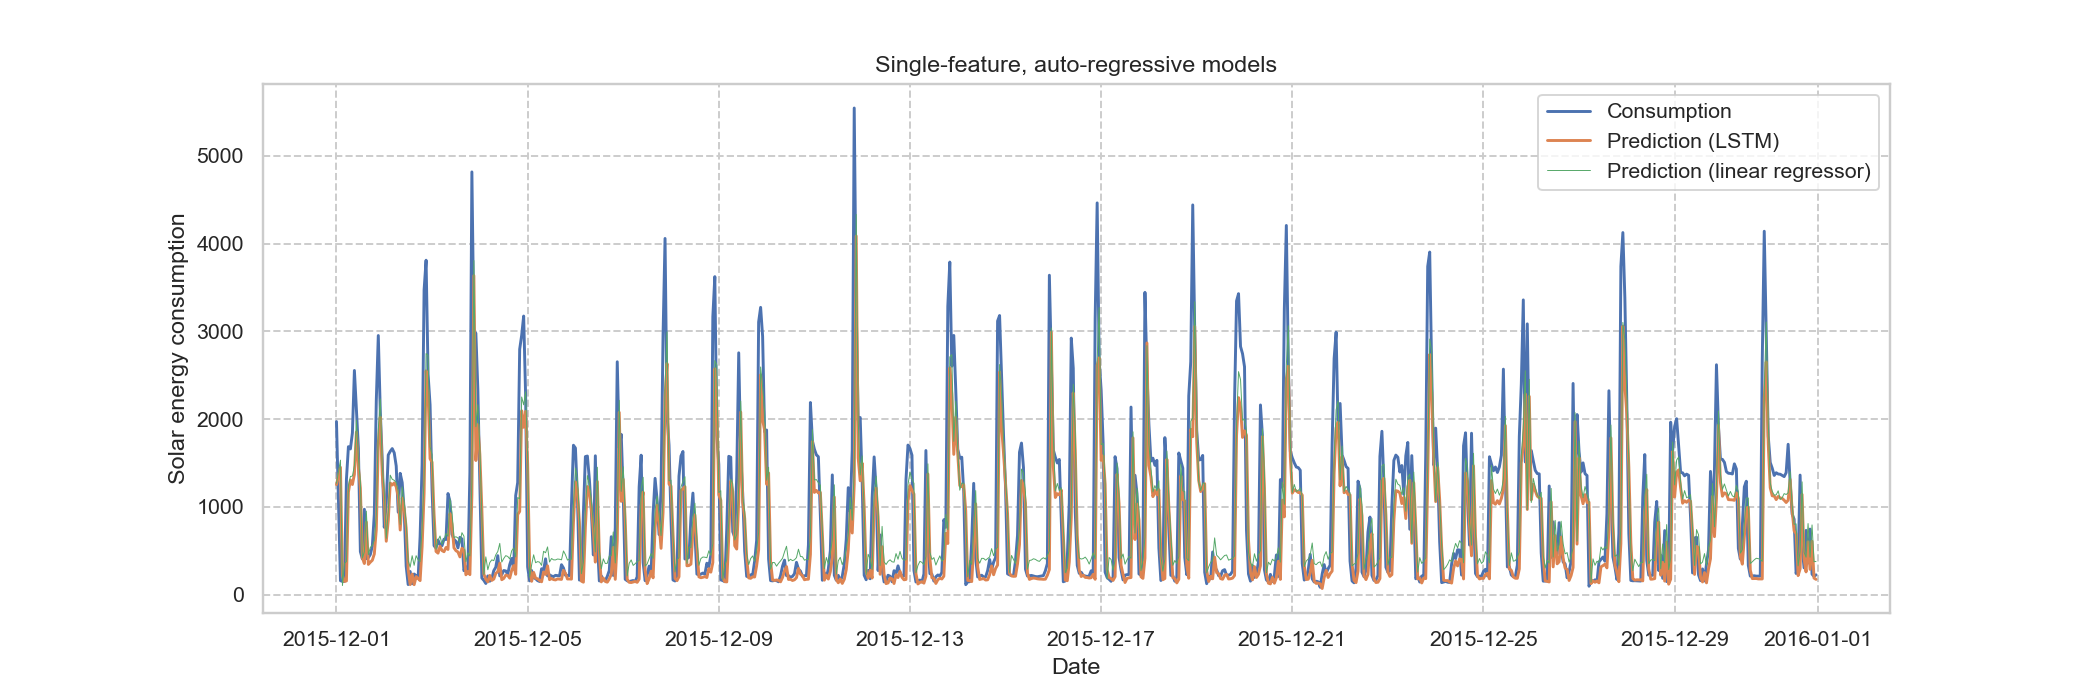 Single-feature, auto-regressive models
Consumption
Prediction (LSTM)
Prediction (linear regressor)
Solar energy consumption
5000
4000
3000
2000
1000
0
2015-12-01
2015-12-05
2015-12-09
2015-12-13
2015-12-17
2015-12-21
2015-12-25
2015-12-29
2016-01-01
Date